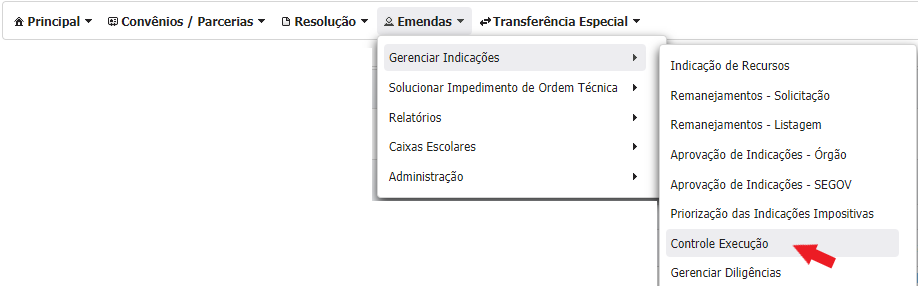 Principal
Convênios / Parcerias
Resolução
Emendas
Transferência Especial
Gerenciar Indicações
Solucionar Impedimento de Ordem Técnica
Relatórios
Caixas Escolares
Administração
Indicação de Recursos
Remanejamentos - Solicitação
Remanejamentos - Listagem
Aprovação de Indicações - Órgão
Aprovação de Indicações - SEGOV
Priorização das Indicações Impositivas
Controle Execução
Gerenciar Diligências